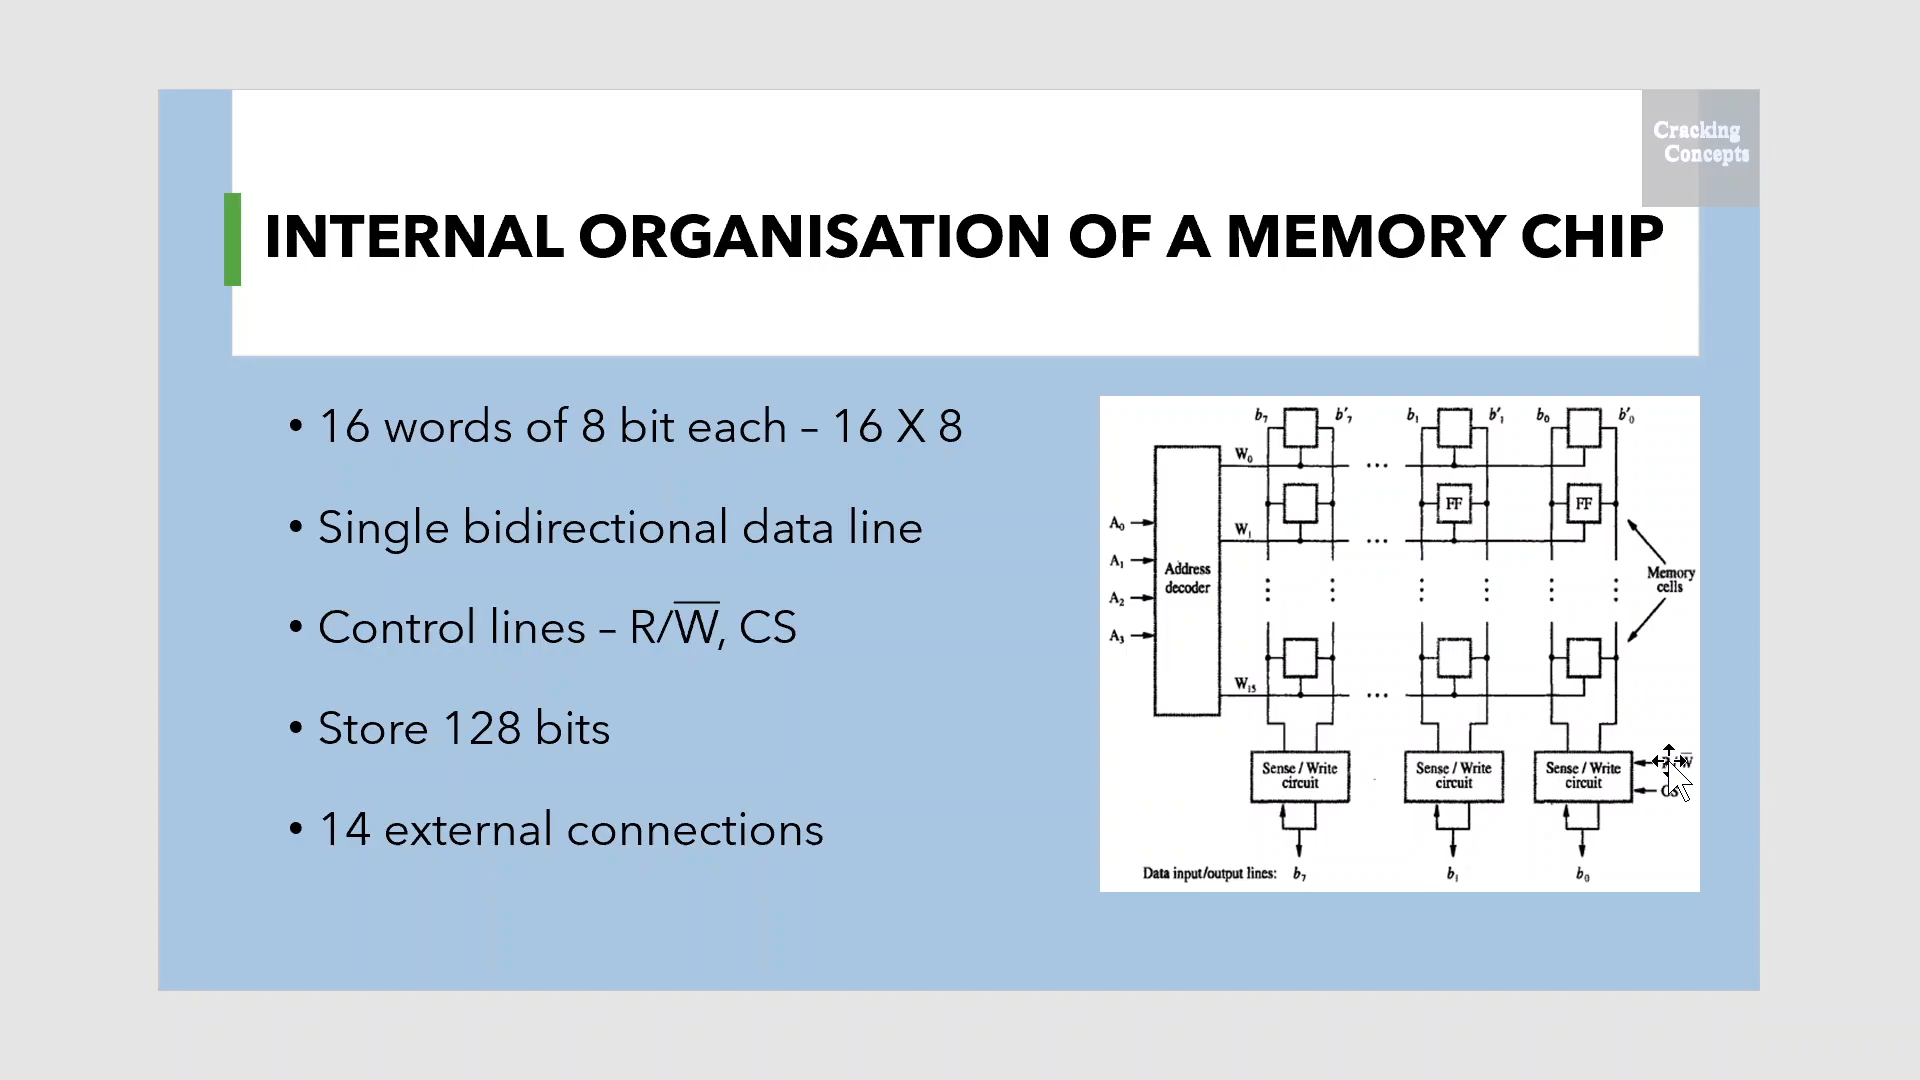 Cracking
Concepts
INTERNAL ORGANISATION OF A MEMORY CHIP
• 16 words of 8 bit each – 16 X 8
• Single bidirectional data line
• Control lines – R/W̅, CS
• Store 128 bits
• 14 external connections
b₇ b′₇ b₁ b′₁ b₀ b′₀
W₀
FF FF
W₁
A₀
A₁
A₂
A₃
Address
decoder
Memory
cells
W₁₅
Sense / Write
circuit
Sense / Write
circuit
Sense / Write
circuit
CS
Data input/output lines: b₇ b₁ b₀